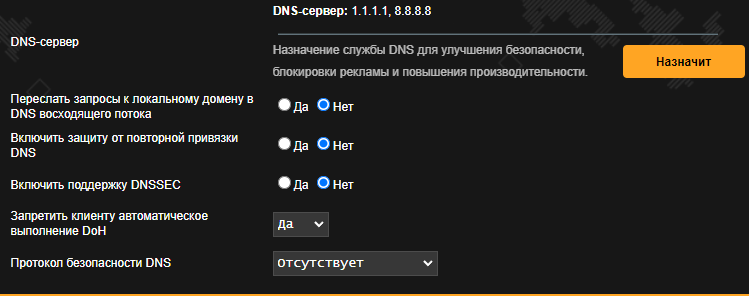 DNS-сервер: 1.1.1.1, 8.8.8.8
DNS-сервер
Назначение службы DNS для улучшения безопасности,
блокировки рекламы и повышения производительности.
Назначит
Переслать запросы к локальному домену в
DNS восходящего потока
Да Нет
Включить защиту от повторной привязки
DNS
Да Нет
Включить поддержку DNSSEC
Да Нет
Запретить клиенту автоматическое
выполнение DoH
Да
Протокол безопасности DNS
Отсутствует